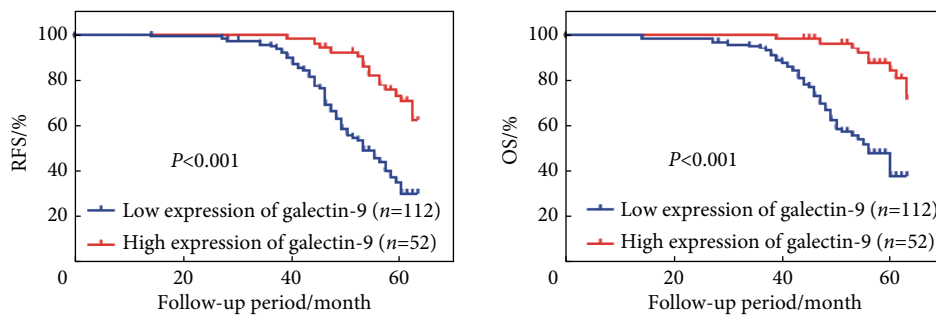 100
80
60
40
20
0
20
40
60
RFS/%
P<0.001
Low expression of galectin-9 (n=112)
High expression of galectin-9 (n=52)
Follow-up period/month
100
80
60
40
20
0
20
40
60
OS/%
P<0.001
Low expression of galectin-9 (n=112)
High expression of galectin-9 (n=52)
Follow-up period/month